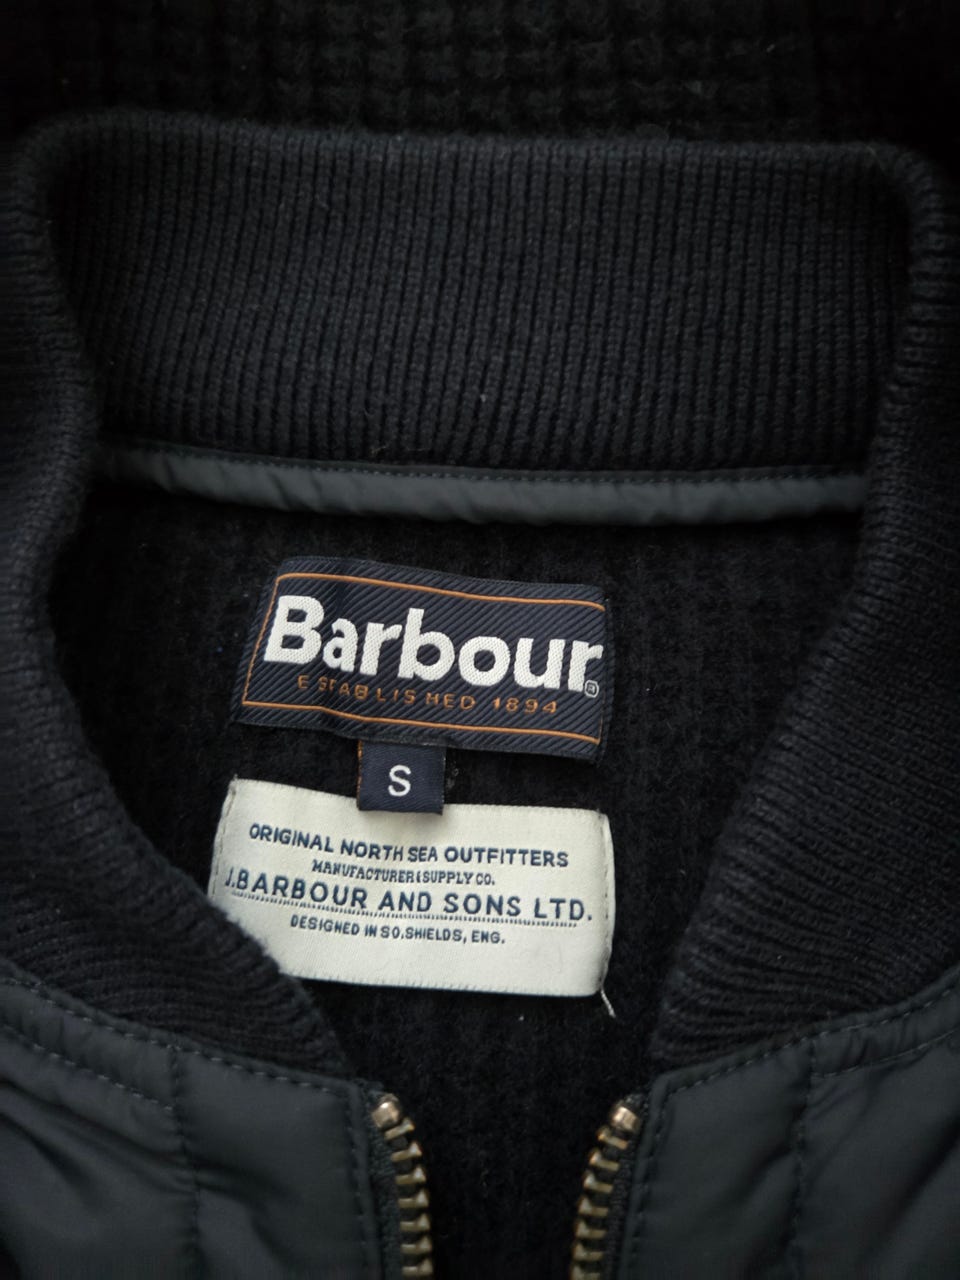 Barbour®
ESTABLISHED 1894
S
ORIGINAL NORTH SEA OUTFITTERS
MANUFACTURER & SUPPLY CO.
J.BARBOUR AND SONS LTD.
DESIGNED IN SO.SHIELDS, ENG.